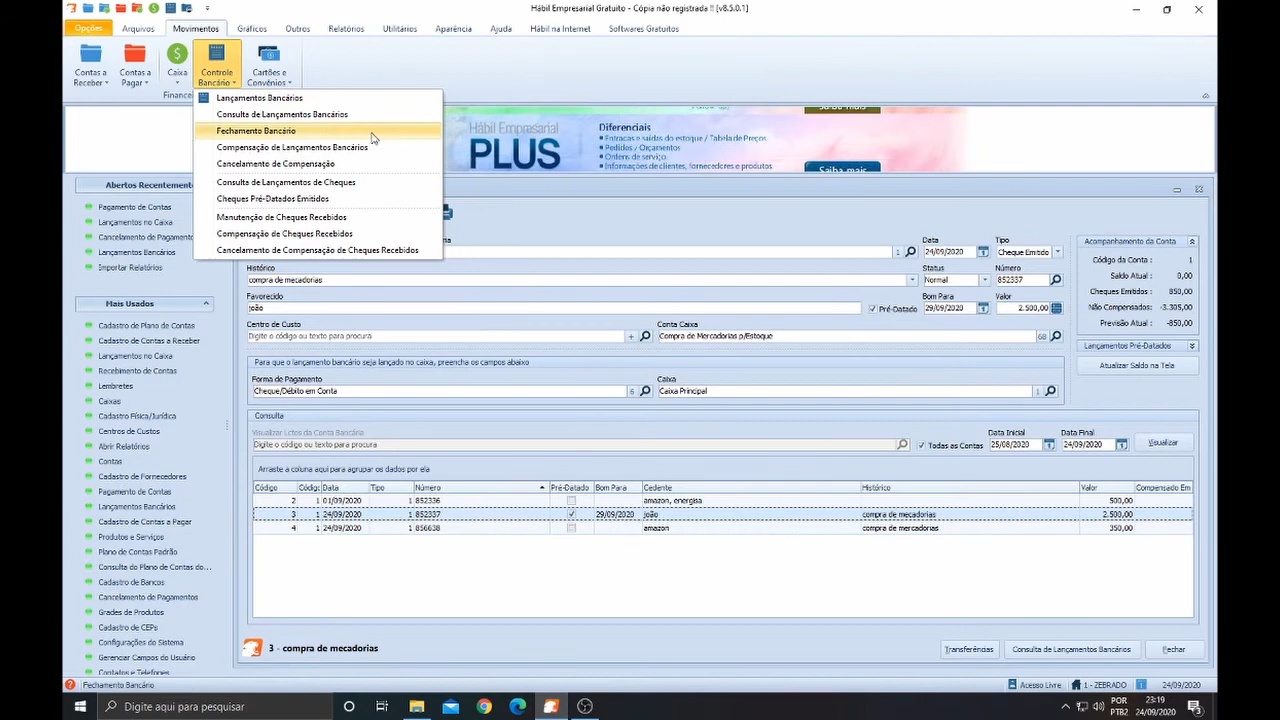 Hábil Empresarial Gratuito - Cópia não registrada !! [v8.5.0.1]
Opções Arquivos Movimentos Gráficos Outros Relatórios Utilitários Aparência Ajuda Hábil na Internet Softwares Gratuitos
Contas a Receber
Contas a Pagar
Caixa
Controle Bancário
Cartões e Convênios
Lançamentos Bancários
Consulta de Lançamentos Bancários
Fechamento Bancário
Compensação de Lançamentos Bancários
Cancelamento de Compensação
Consulta de Lançamentos de Cheques
Cheques Pré-Datados Emitidos
Manutenção de Cheques Recebidos
Compensação de Cheques Recebidos
Cancelamento de Compensação de Cheques Recebidos
Hábil Empresarial
PLUS
Diferenciais
Entradas e saídas do estoque / Tabela de Preços
Pedidos / Orçamentos
Ordens de serviço
Informações de clientes, fornecedores e produtos
Saiba mais
Abertos Recentemente
Pagamento de Contas
Lançamentos no Caixa
Cancelamento de Pagamento
Lançamentos Bancários
Importar Relatórios
Mais Usados
Cadastro de Plano de Contas
Cadastro de Contas a Receber
Lançamentos no Caixa
Recebimento de Contas
Lembretes
Caixas
Cadastro Física/Jurídica
Centros de Custos
Abrir Relatórios
Contas
Cadastro de Fornecedores
Pagamento de Contas
Lançamentos Bancários
Cadastro de Contas a Pagar
Produtos e Serviços
Plano de Contas Padrão
Consulta do Plano de Contas do...
Cadastro de Bancos
Cancelamento de Pagamentos
Grades de Produtos
Cadastro de CEPs
Configurações do Sistema
Gerenciar Campos do Usuário
Contatos e Telefones
Data Tipo
1 24/09/2020 Cheque Emitido
Histórico Status Número
compra de mecadorias Normal 852337
Favorecido Bom Para Valor
joão Pré-Datado 29/09/2020 2.500,00
Centro de Custo Conta Caixa
Digite o código ou texto para procura Compra de Mercadorias p/Estoque 68
Para que o lançamento bancário seja lançado no caixa, preencha os campos abaixo
Forma de Pagamento Caixa
Cheque/Débito em Conta 6 Caixa Principal 1
Acompanhamento da Conta
Código da Conta : 1
Saldo Atual : 0,00
Cheques Emitidos : 850,00
Não Compensados: -3.305,00
Previsão Atual : -850,00
Lançamentos Pré-Datados
Atualizar Saldo na Tela
Consulta
Visualizar Lctes da Conta Bancária Data Inicial Data Final
Digite o código ou texto para procura Todas as Contas 25/08/2020 24/09/2020 Visualizar
Arraste a coluna aqui para agrupar os dados por ela
Código Códig: Data Tipo Número Pré-Datado Bom Para Cedente Histórico Valor Compensado Em
2 1 01/09/2020 1 852336 amazon, energisa 500,00
3 1 24/09/2020 1 852337 29/09/2020 joão compra de mecadorias 2.500,00
4 1 24/09/2020 1 856638 amazon compra de mercadorias 350,00
3 - compra de mecadorias
Transferências Consulta de Lançamentos Bancários Fechar
Fechamento Bancário Acesso Livre 1 - ZEBRADO 24/09/2020
Digite aqui para pesquisar
POR
PTB2
23:19
24/09/2020